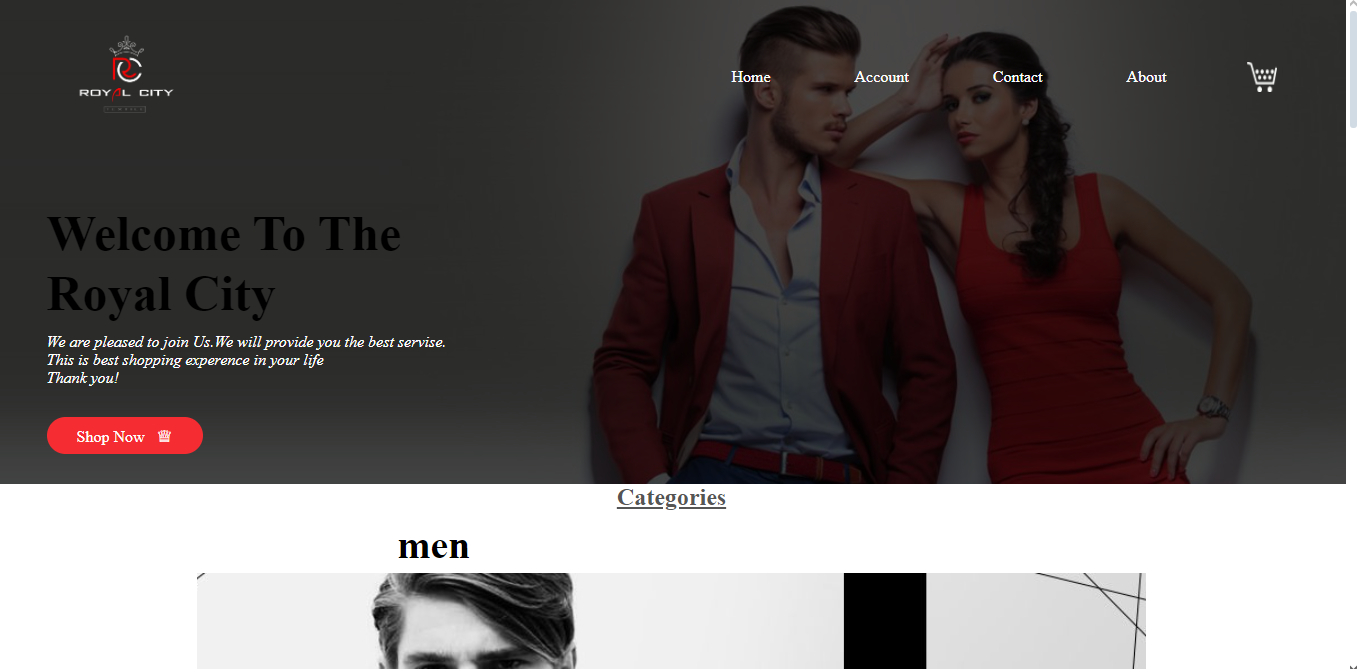 RC
ROYAL CITY
Home
Account
Contact
About
Welcome To The
Royal City
We are pleased to join Us.We will provide you the best servise.
This is best shopping experence in your life
Thank you!
Shop Now
Categories
men